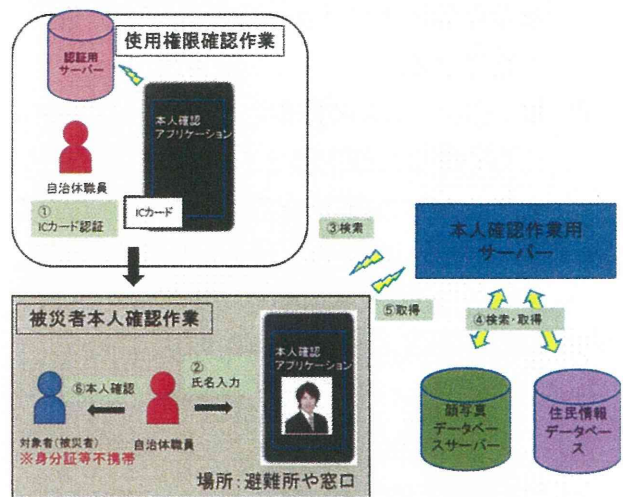 使用権限確認作業
認証用
サーバー
本人確認
アプリケーション
自治体職員
①
ICカード認証
ICカード
③検索
本人確認作業用
サーバー
⑤取得
④検索・取得
被災者本人確認作業
本人確認
アプリケーション
②
氏名入力
⑥本人確認
対象者(被災者)
※身分証等不携帯
自治体職員
場所:避難所や窓口
顔写真
データベー
スサーバー
住民情報
データベー
ス